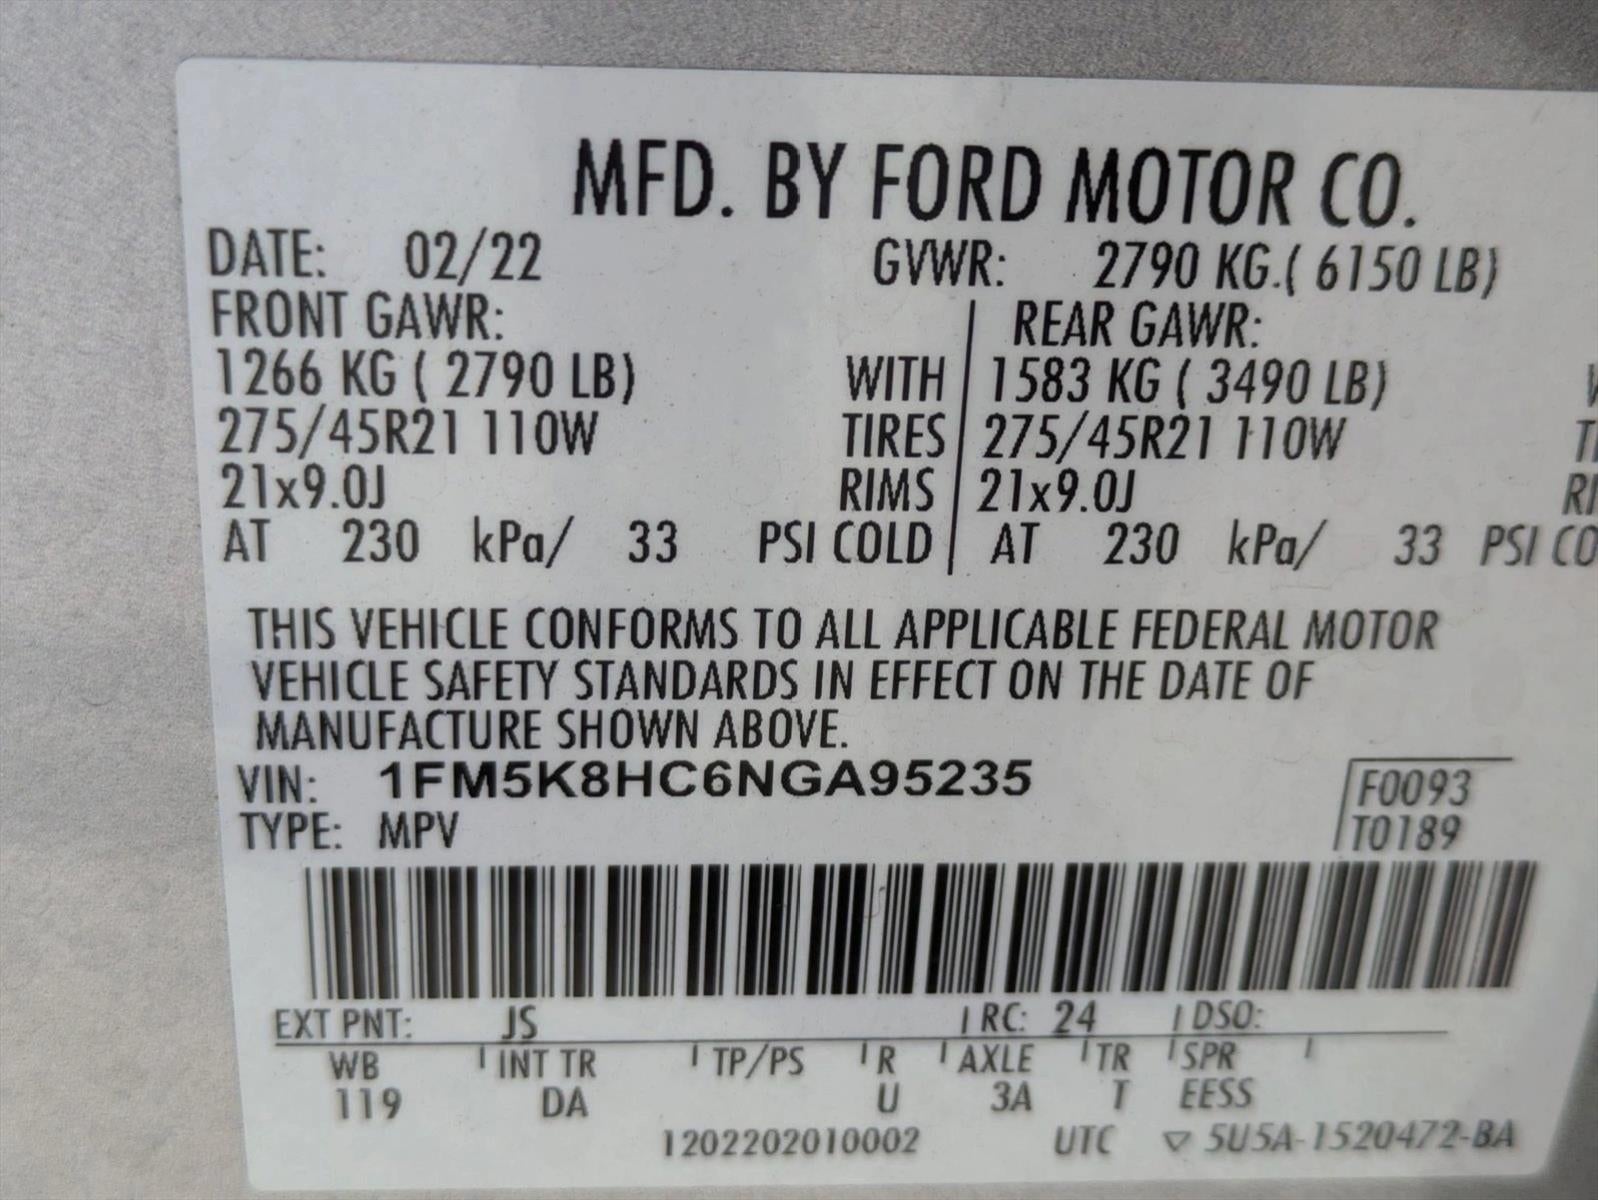 MFD. BY FORD MOTOR CO.
DATE: 02/22 GVWR: 2790 KG.( 6150 LB)
FRONT GAWR: REAR GAWR:
1266 KG ( 2790 LB) WITH 1583 KG ( 3490 LB)
275/45R21 110W TIRES 275/45R21 110W
21x9.0J RIMS 21x9.0J
AT 230 kPa/ 33 PSI COLD AT 230 kPa/ 33 PSI CO
THIS VEHICLE CONFORMS TO ALL APPLICABLE FEDERAL MOTOR
VEHICLE SAFETY STANDARDS IN EFFECT ON THE DATE OF
MANUFACTURE SHOWN ABOVE.
VIN: 1FM5K8HC6NGA95235 F0093
TYPE: MPV T0189
EXT PNT: JS RC: 24 DSO:
WB INT TR TP/PS R AXLE TR SPR
119 DA U 3A T EESS
1202202010002 UTC ▽ 5U5A-1520472-BA